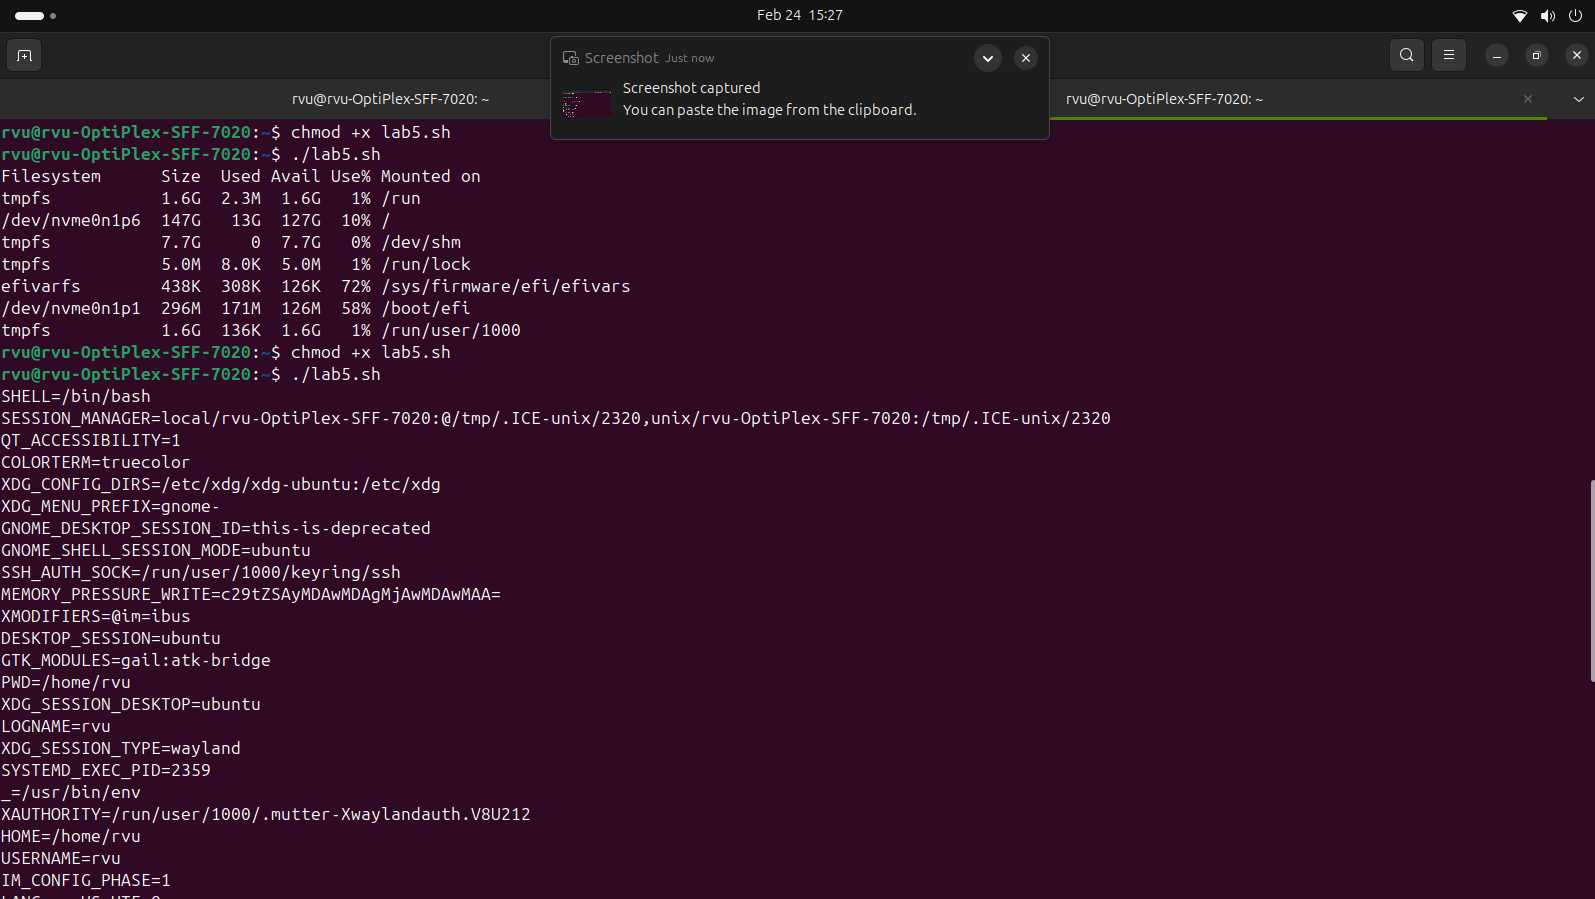 Feb 24 15:27
Screenshot Just now
Screenshot captured
You can paste the image from the clipboard.
rvu@rvu-OptiPlex-SFF-7020: ~
rvu@rvu-OptiPlex-SFF-7020: ~
rvu@rvu-OptiPlex-SFF-7020:~$ chmod +x lab5.sh
rvu@rvu-OptiPlex-SFF-7020:~$ ./lab5.sh
Filesystem      Size  Used Avail Use% Mounted on
tmpfs           1.6G  2.3M  1.6G   1% /run
/dev/nvme0n1p6  147G   13G  127G  10% /
tmpfs           7.7G     0  7.7G   0% /dev/shm
tmpfs           5.0M  8.0K  5.0M   1% /run/lock
efivarfs        438K  308K  126K  72% /sys/firmware/efi/efivars
/dev/nvme0n1p1  296M  171M  126M  58% /boot/efi
tmpfs           1.6G  136K  1.6G   1% /run/user/1000
rvu@rvu-OptiPlex-SFF-7020:~$ chmod +x lab5.sh
rvu@rvu-OptiPlex-SFF-7020:~$ ./lab5.sh
SHELL=/bin/bash
SESSION_MANAGER=local/rvu-OptiPlex-SFF-7020:@/tmp/.ICE-unix/2320,unix/rvu-OptiPlex-SFF-7020:/tmp/.ICE-unix/2320
QT_ACCESSIBILITY=1
COLORTERM=truecolor
XDG_CONFIG_DIRS=/etc/xdg/xdg-ubuntu:/etc/xdg
XDG_MENU_PREFIX=gnome-
GNOME_DESKTOP_SESSION_ID=this-is-deprecated
GNOME_SHELL_SESSION_MODE=ubuntu
SSH_AUTH_SOCK=/run/user/1000/keyring/ssh
MEMORY_PRESSURE_WRITE=c29tZSAyMDAwMDAgMjAwMDAwMAA=
XMODIFIERS=@im=ibus
DESKTOP_SESSION=ubuntu
GTK_MODULES=gail:atk-bridge
PWD=/home/rvu
XDG_SESSION_DESKTOP=ubuntu
LOGNAME=rvu
XDG_SESSION_TYPE=wayland
SYSTEMD_EXEC_PID=2359
_=/usr/bin/env
XAUTHORITY=/run/user/1000/.mutter-Xwaylandauth.V8U212
HOME=/home/rvu
USERNAME=rvu
IM_CONFIG_PHASE=1